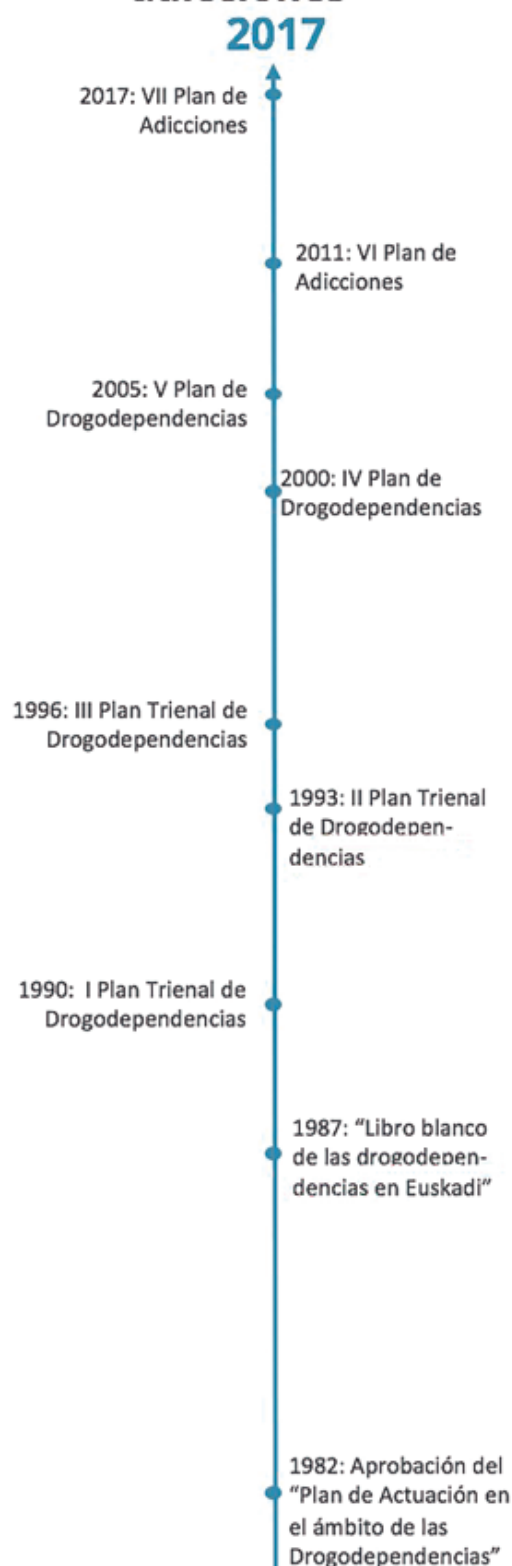 2017
2017: VII Plan de
Adicciones
2011: VI Plan de
Adicciones
2005: V Plan de
Drogodependencias
2000: IV Plan de
Drogodependencias
1996: III Plan Trienal de
Drogodependencias
1993: II Plan Trienal
de Drogodepen-
dencias
1990: I Plan Trienal de
Drogodependencias
1987: “Libro blanco
de las drogodepen-
dencias en Euskadi”
1982: Aprobación del
“Plan de Actuación en
el ámbito de las
Drogodependencias”